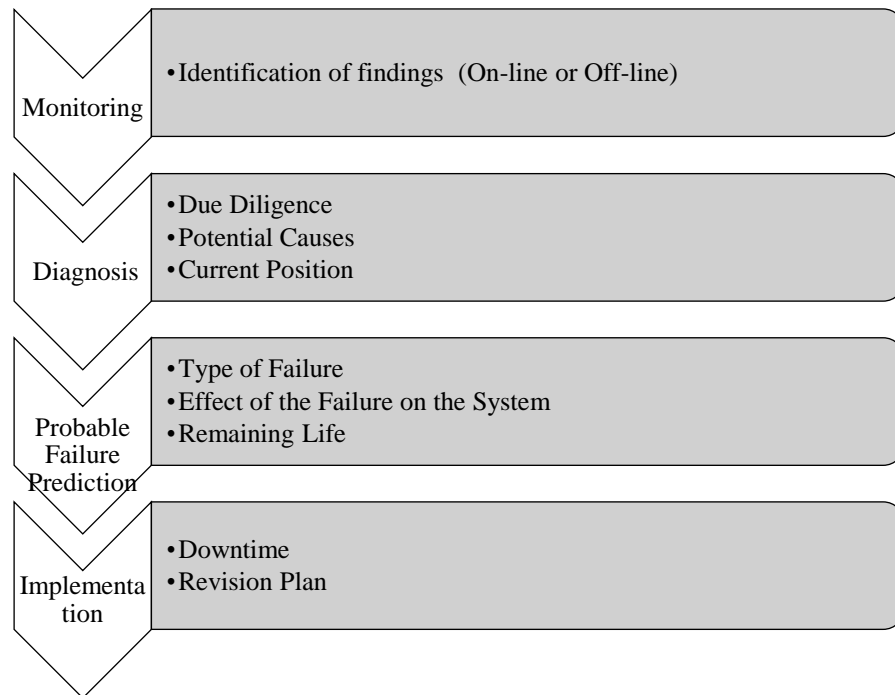 Monitoring
•Identification of findings  (On-line or Off-line)
Diagnosis
•Due Diligence
•Potential Causes
•Current Position
Probable
Failure
Prediction
•Type of Failure
•Effect of the Failure on the System
•Remaining Life
Implementa
tion
•Downtime
•Revision Plan